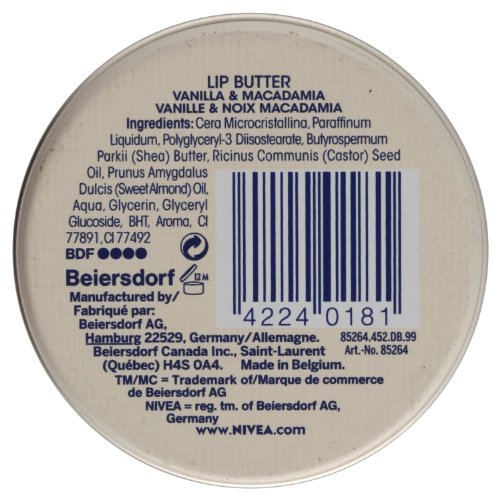 LIP BUTTER
VANILLA & MACADAMIA
VANILLE & NOIX MACADAMIA
Ingredients: Cera Microcristallina, Paraffinum
Liquidum, Polyglyceryl-3 Diisostearate, Butyrospermum
Parkii (Shea) Butter, Ricinus Communis (Castor) Seed
Oil, Prunus Amygdalus
Dulcis (Sweet Almond) Oil,
Aqua, Glycerin, Glyceryl
Glucoside, BHT, Aroma, CI
77891, CI 77492
BDF
Beiersdorf
12 M
Manufactured by/
Fabriqué par:
Beiersdorf AG,
4224 0181
Hamburg 22529, Germany/Allemagne.
85264.452.DB.99
Beiersdorf Canada Inc., Saint-Laurent
Art.-No. 85264
(Québec) H4S 0A4. Made in Belgium.
TM/MC = Trademark of/Marque de commerce
de Beiersdorf AG
NIVEA = reg. tm. of Beiersdorf AG,
Germany
www.NIVEA.com